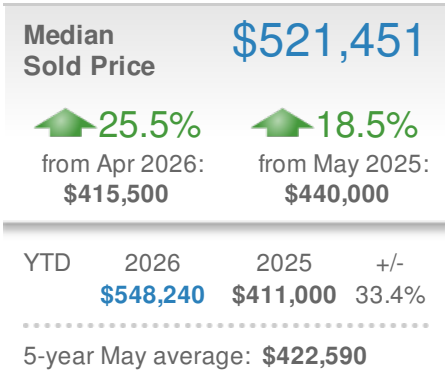 Median
Sold Price
$521,451
25.5% 18.5%
from Apr 2026: from May 2025:
$415,500 $440,000
YTD 2026 2025 +/-
$548,240 $411,000 33.4%
5-year May average: $422,590